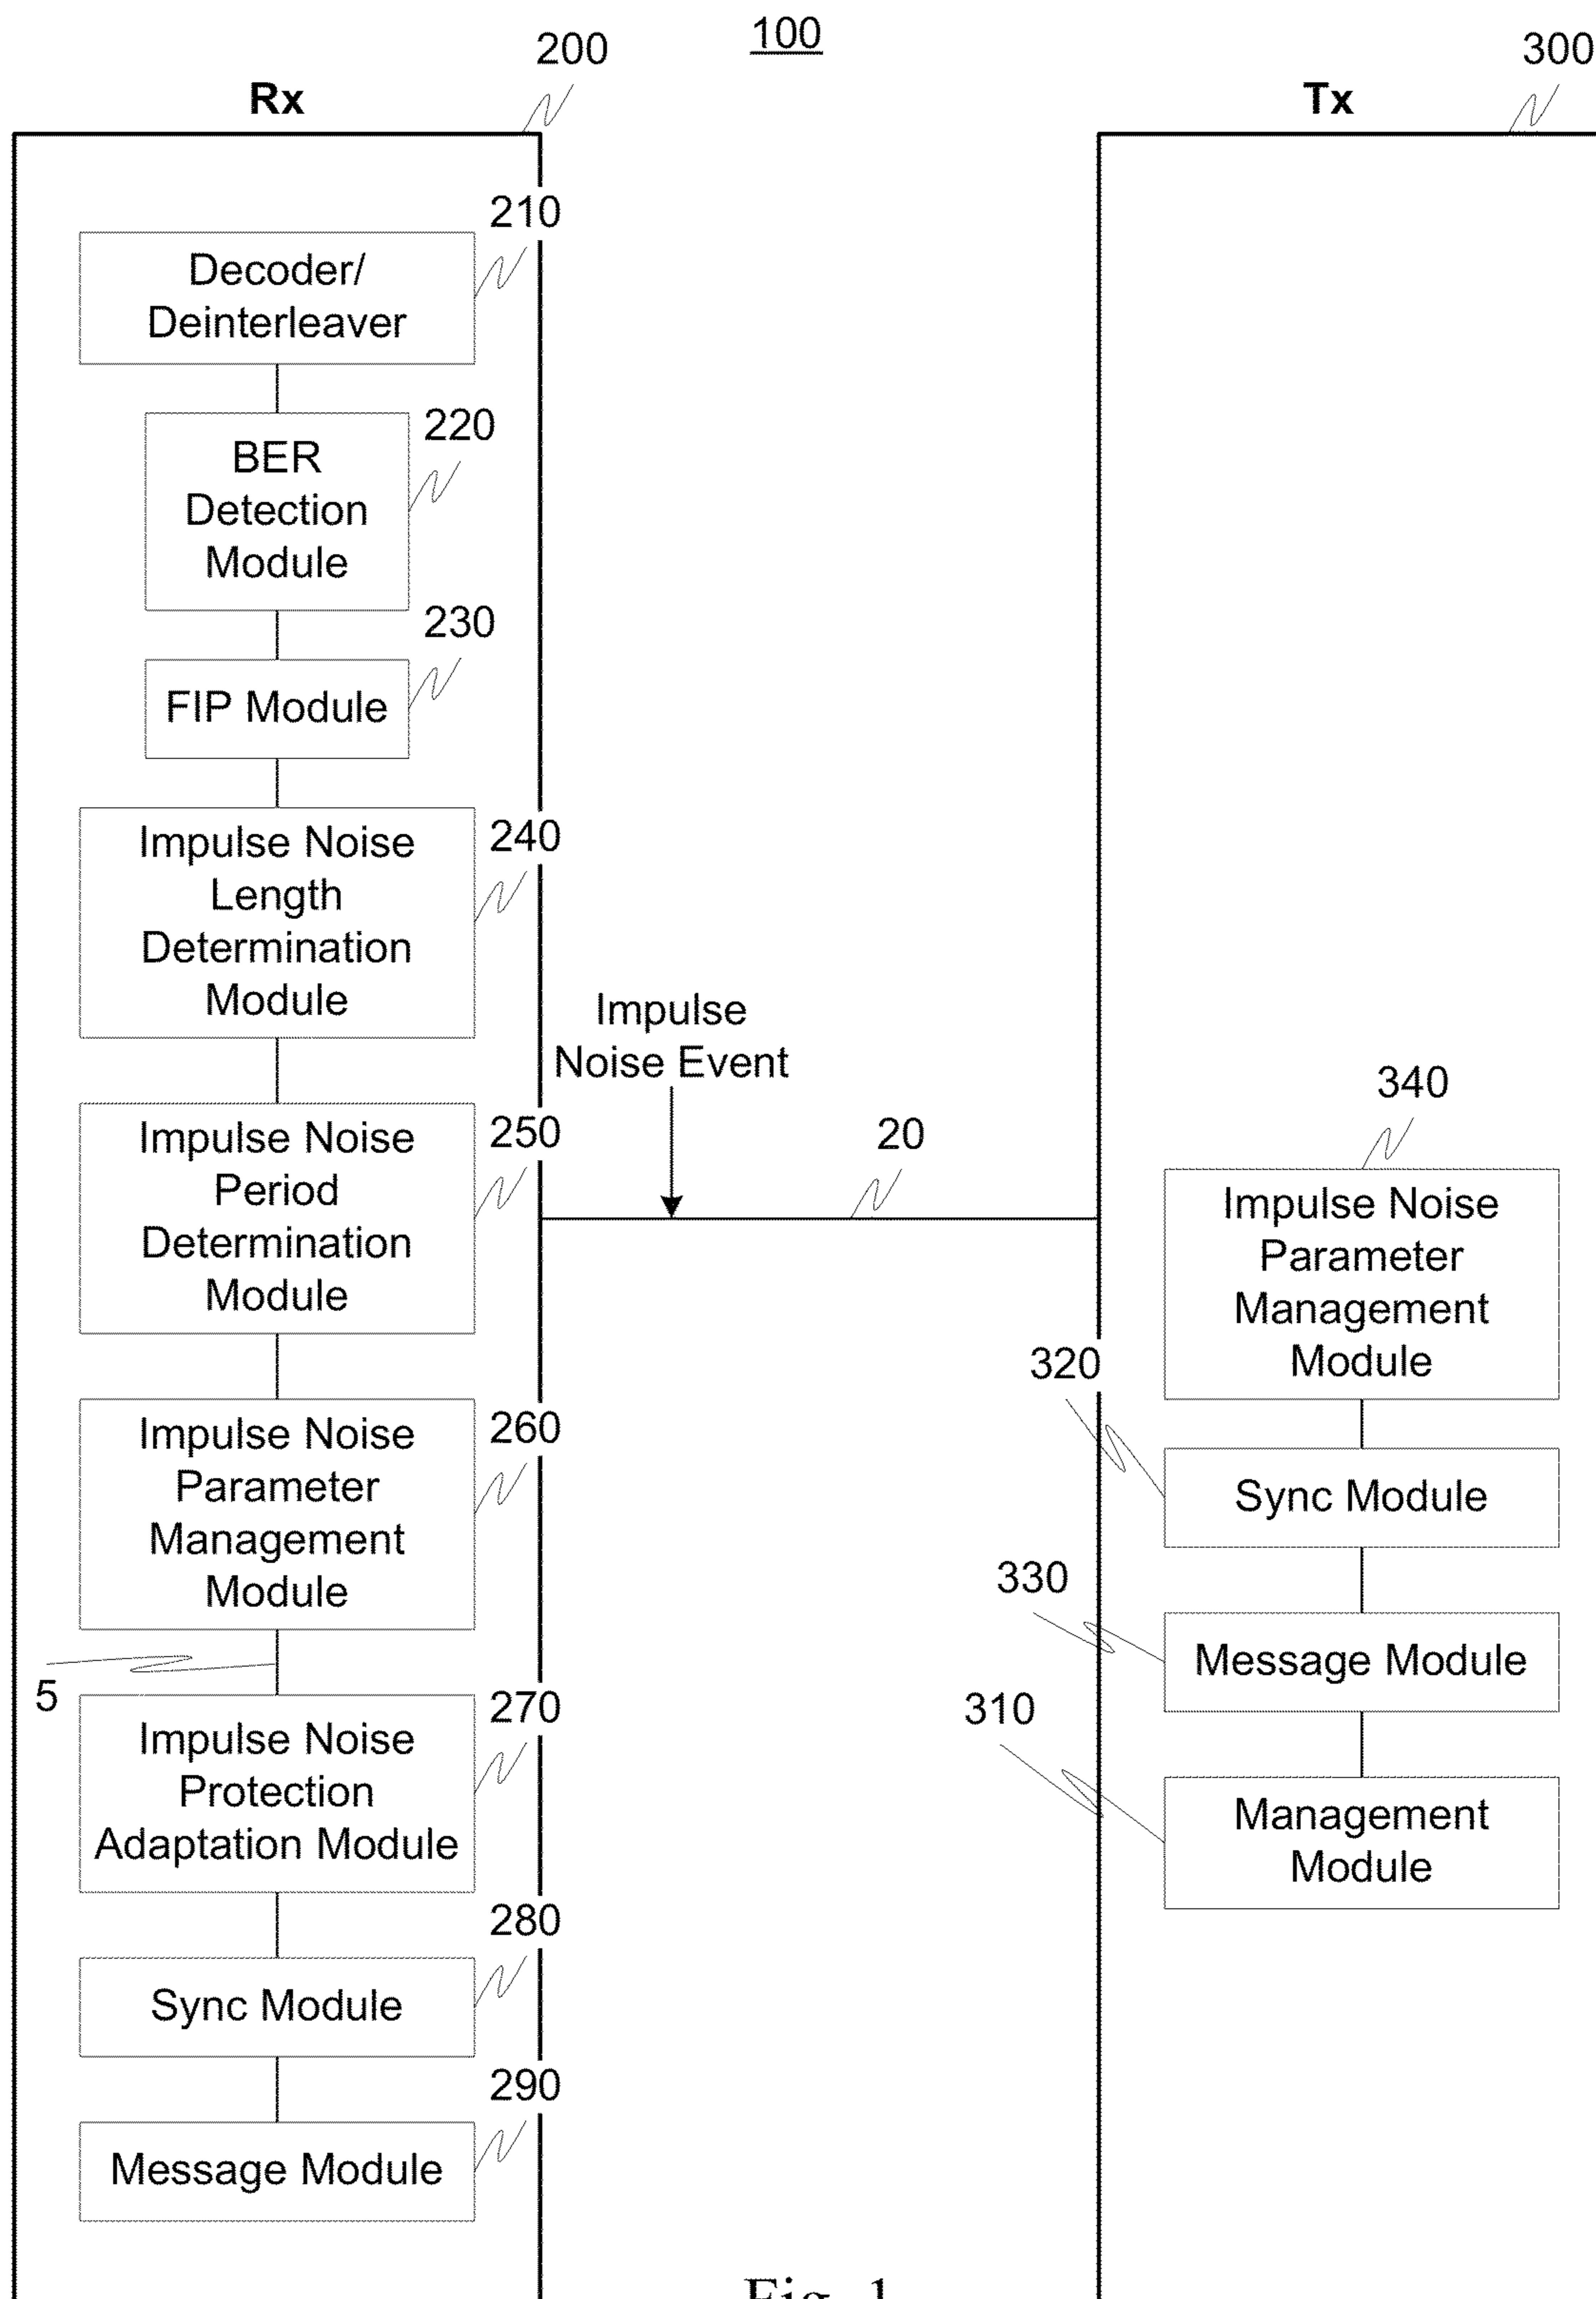 100
200
300
Rx
Tx
210
Decoder/
Deinterleaver
220
BER
Detection
Module
230
FIP Module
240
Impulse Noise
Length
Determination
Module
Impulse
Noise Event
20
250
Impulse Noise
Period
Determination
Module
260
Impulse Noise
Parameter
Management
Module
5
270
Impulse Noise
Protection
Adaptation Module
280
Sync Module
290
Message Module
340
Impulse Noise
Parameter
Management
Module
320
Sync Module
330
Message Module
310
Management
Module
Fig. 1